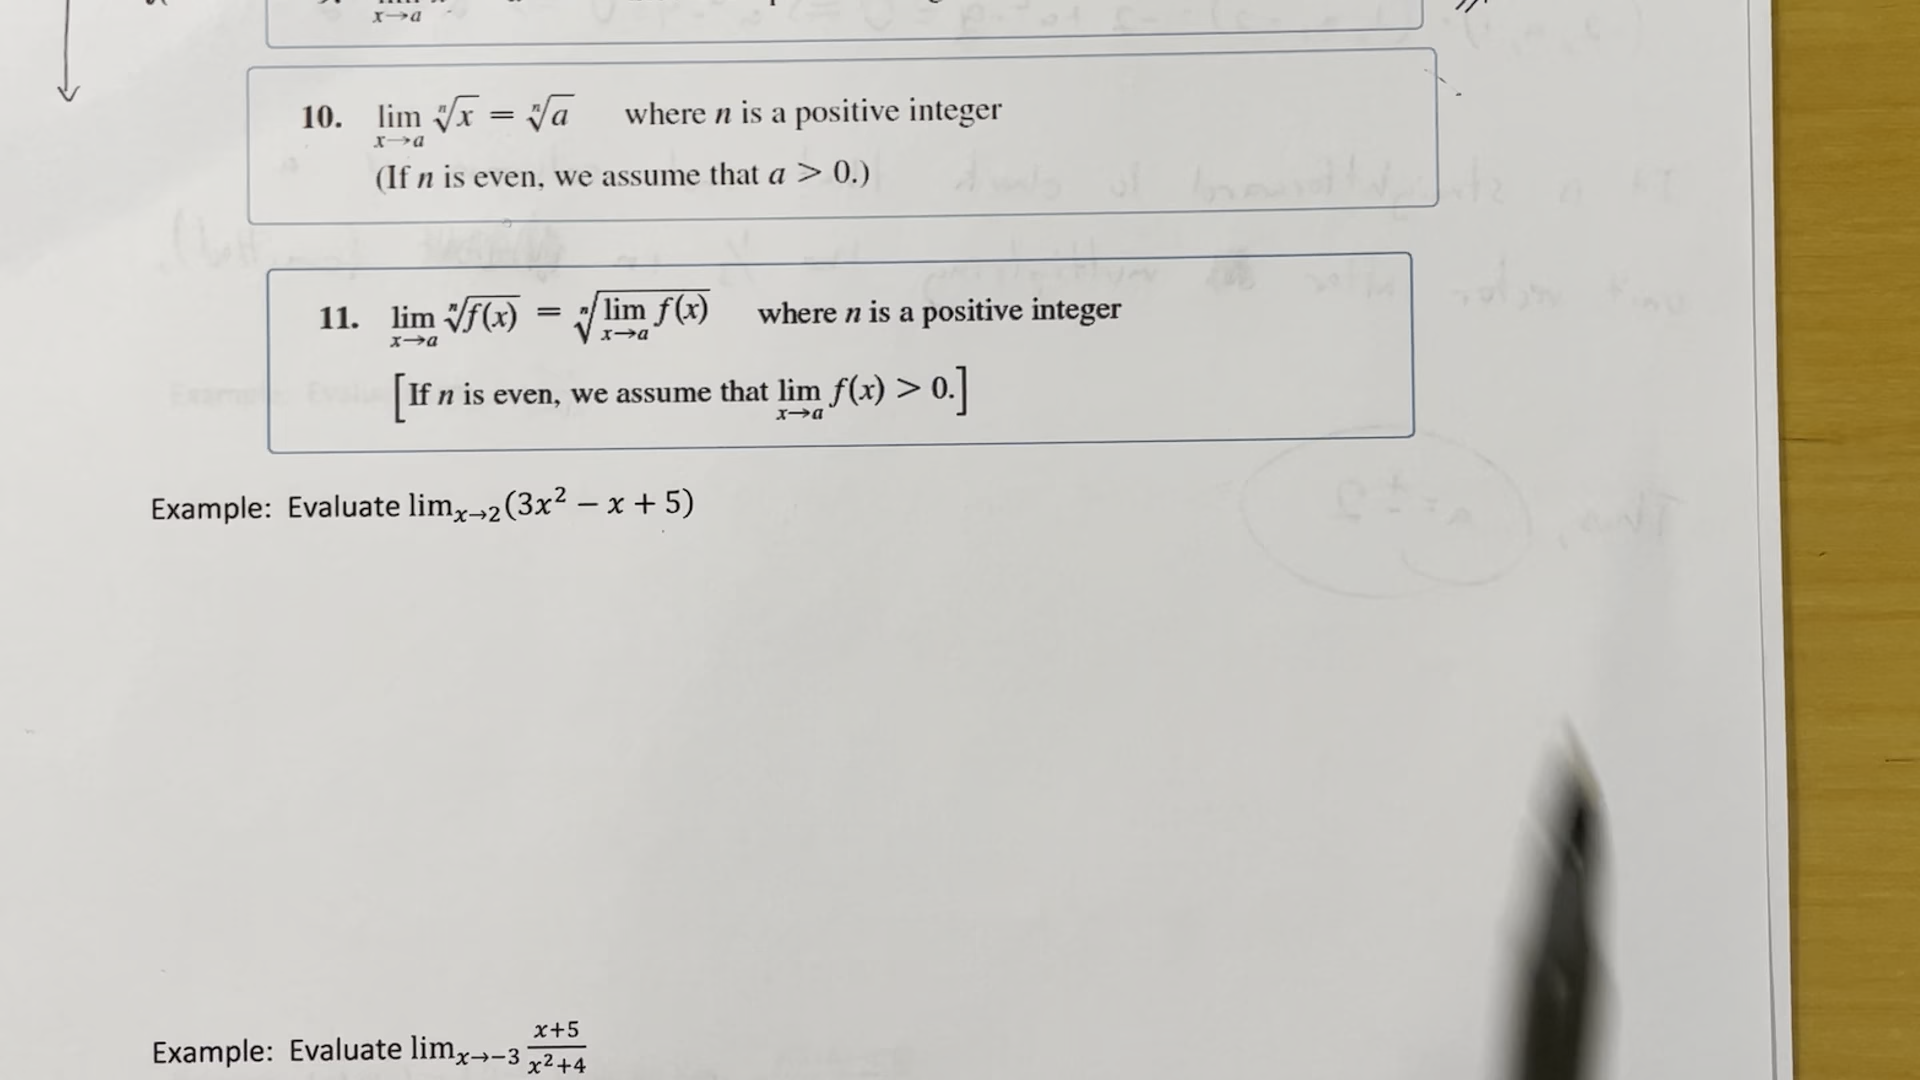 x→a
10. lim x→a ⁿ√x = ⁿ√a where n is a positive integer
(If n is even, we assume that a > 0.)
11. lim x→a ⁿ√f(x) = ⁿ√lim x→a f(x) where n is a positive integer
[If n is even, we assume that lim x→a f(x) > 0.]
Example: Evaluate limₓ→₂(3x² − x + 5)
Example: Evaluate limₓ→₋₃ (x+5)/(x²+4)